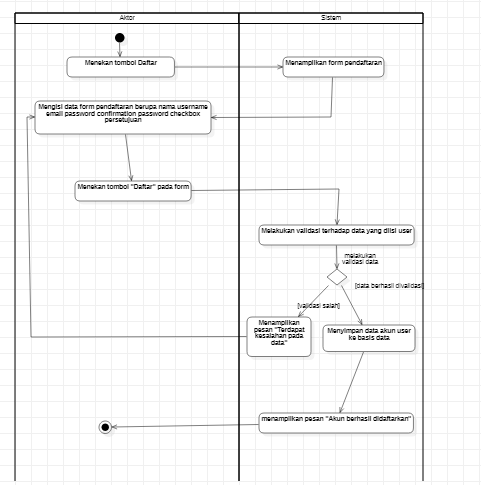 Aktor
Sistem
Menekan tombol Daftar
Menampilkan form pendaftaran
Mengisi data form pendaftaran berupa nama username
email password confirmation password checkbox
persetujuan
Menekan tombol "Daftar" pada form
Melakukan validasi terhadap data yang diisi user
melakukan
validasi data
[data berhasil divalidasi]
[validasi salah]
Menampilkan
pesan "Terdapat
kesalahan pada
data"
Menyimpan data akun user
ke basis data
menampilkan pesan "Akun berhasil didaftarkan"